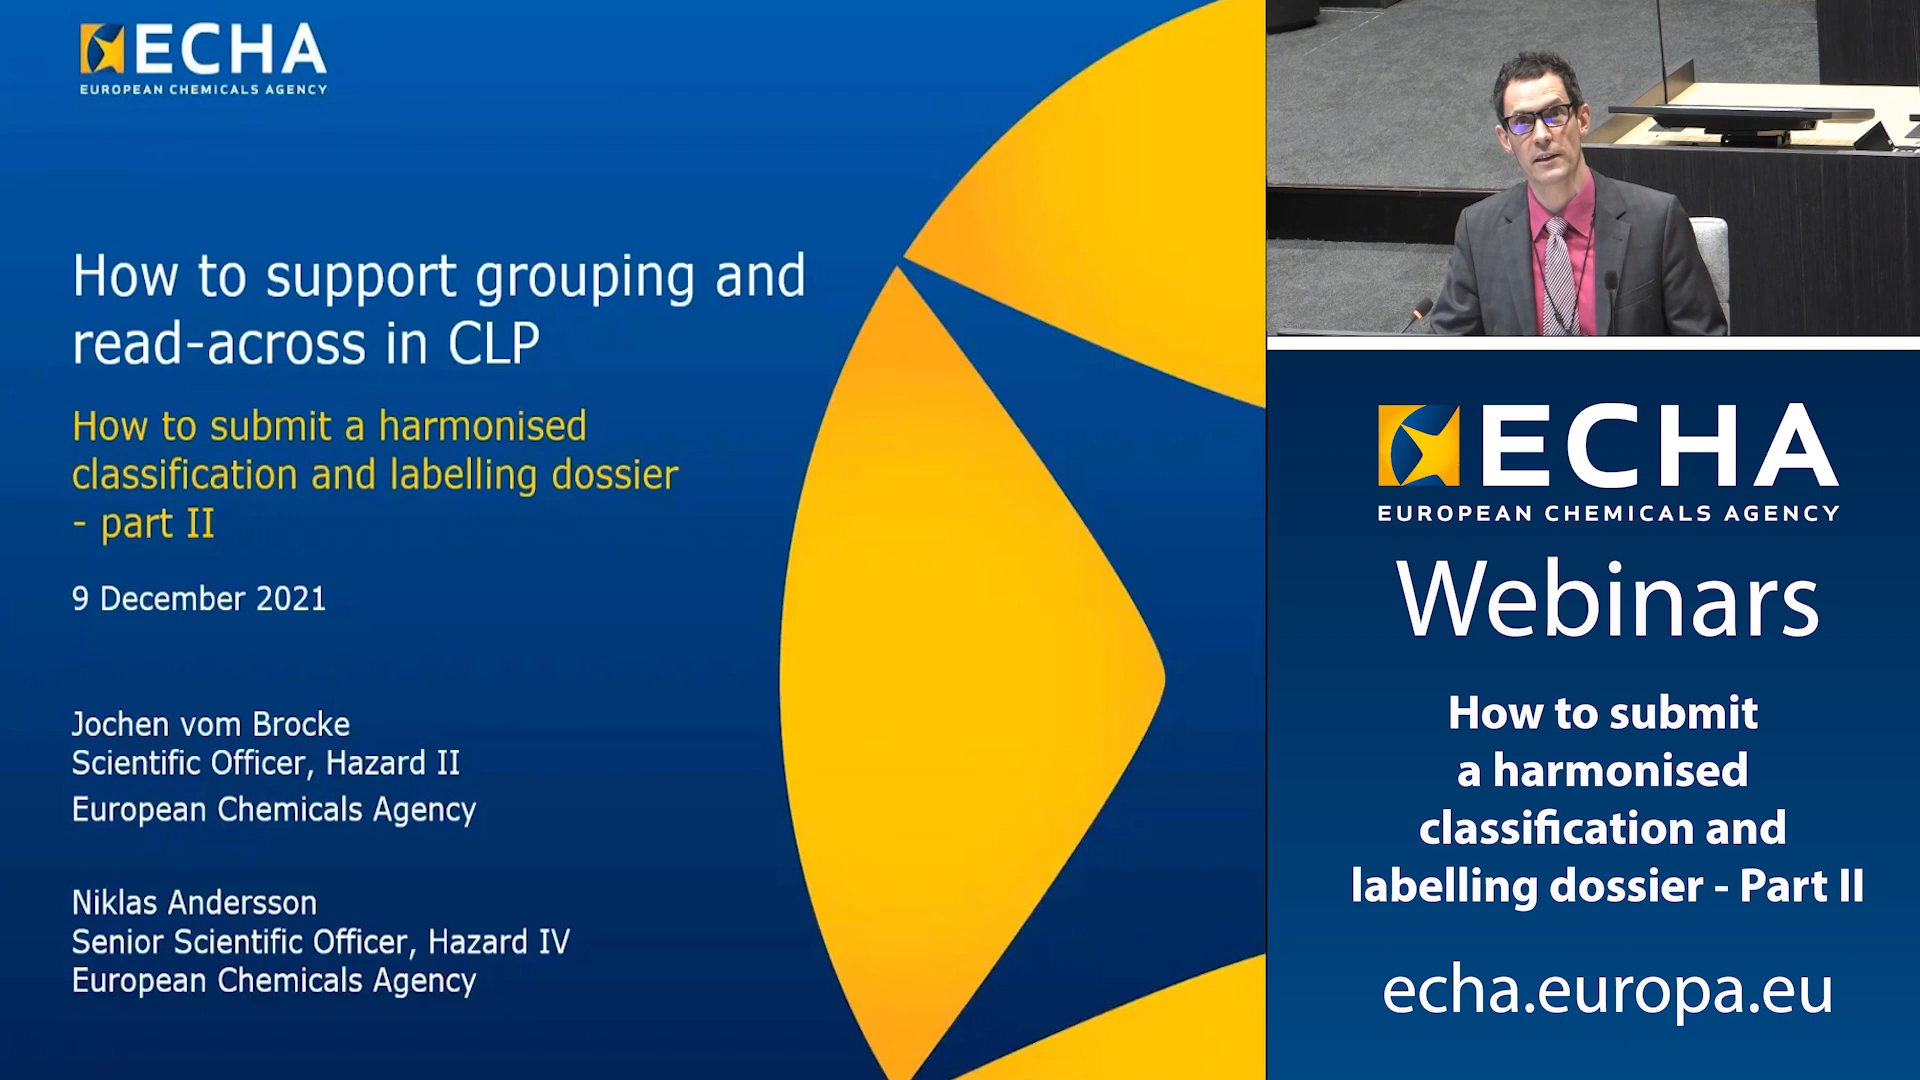 ECHA
EUROPEAN CHEMICALS AGENCY
How to support grouping and
read-across in CLP
How to submit a harmonised
classification and labelling dossier
- part II
9 December 2021
Jochen vom Brocke
Scientific Officer, Hazard II
European Chemicals Agency
Niklas Andersson
Senior Scientific Officer, Hazard IV
European Chemicals Agency
ECHA
EUROPEAN CHEMICALS AGENCY
Webinars
How to submit
a harmonised
classification and
labelling dossier - Part II
echa.europa.eu